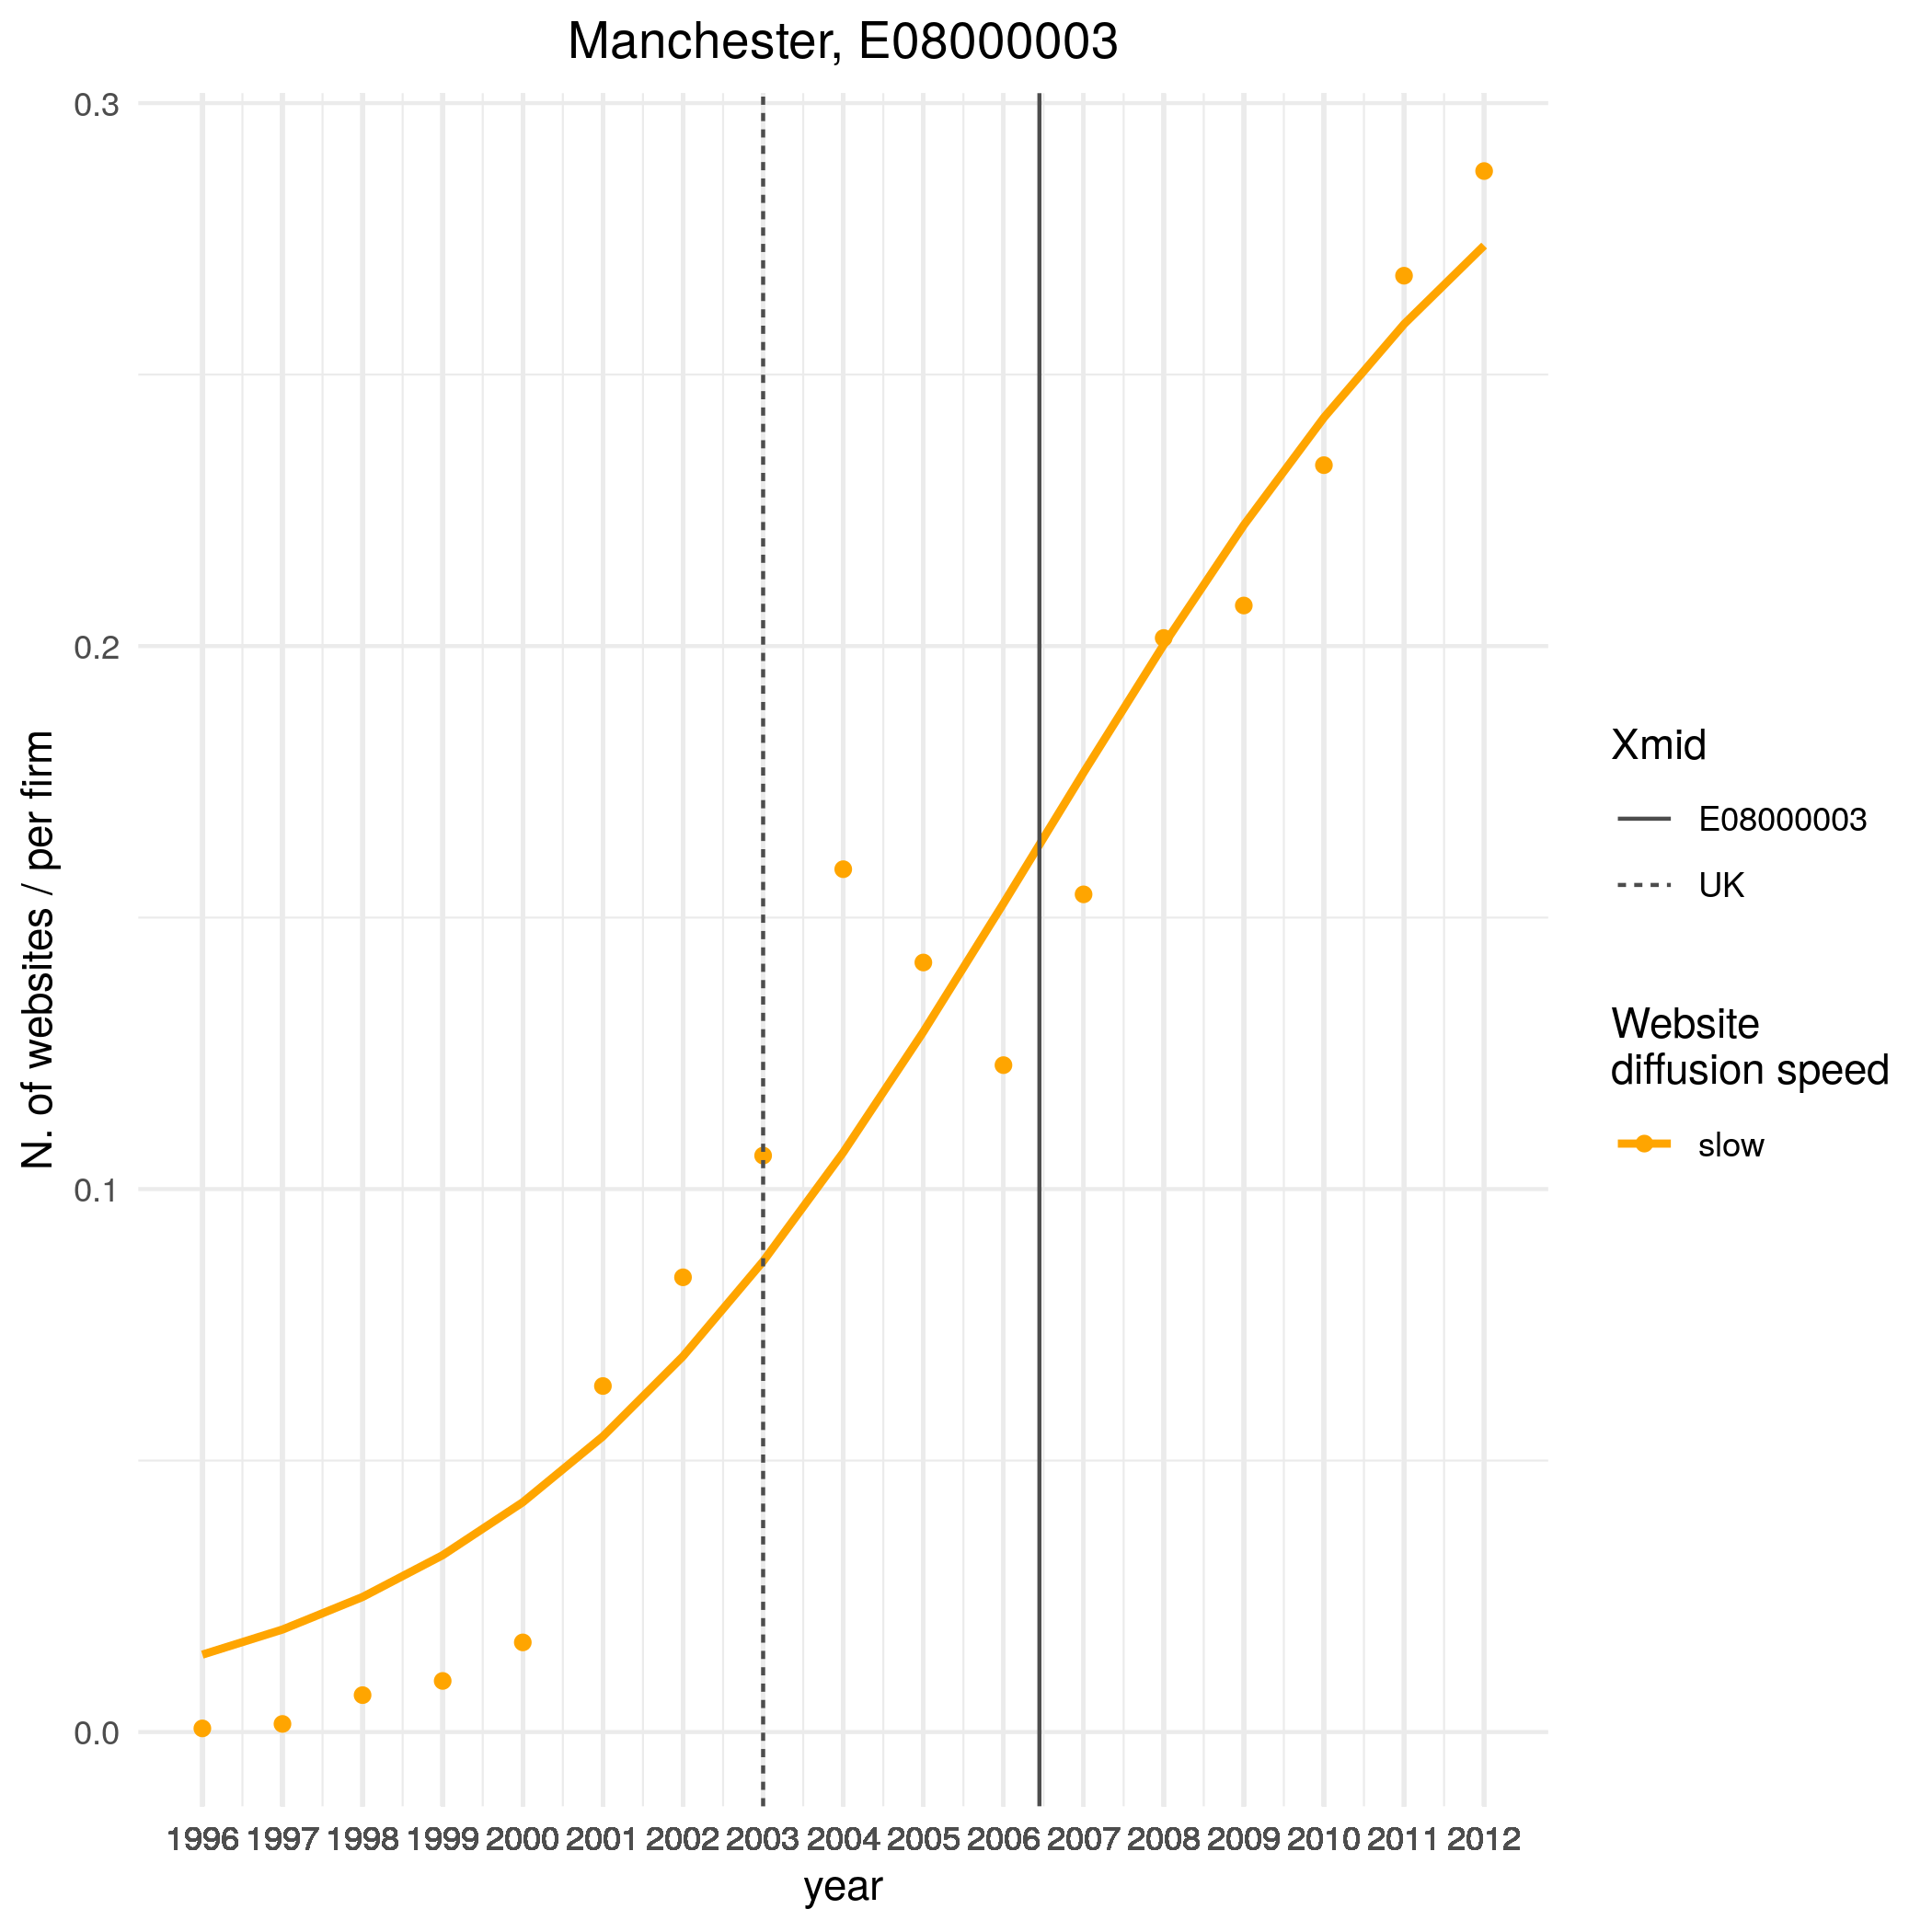 Manchester, E08000003
0.3
0.2
0.1
0.0
N. of websites / per firm
1996 1997 1998 1999 2000 2001 2002 2003 2004 2005 2006 2007 2008 2009 2010 2011 2012
year
Xmid
E08000003
UK
Website
diffusion speed
slow